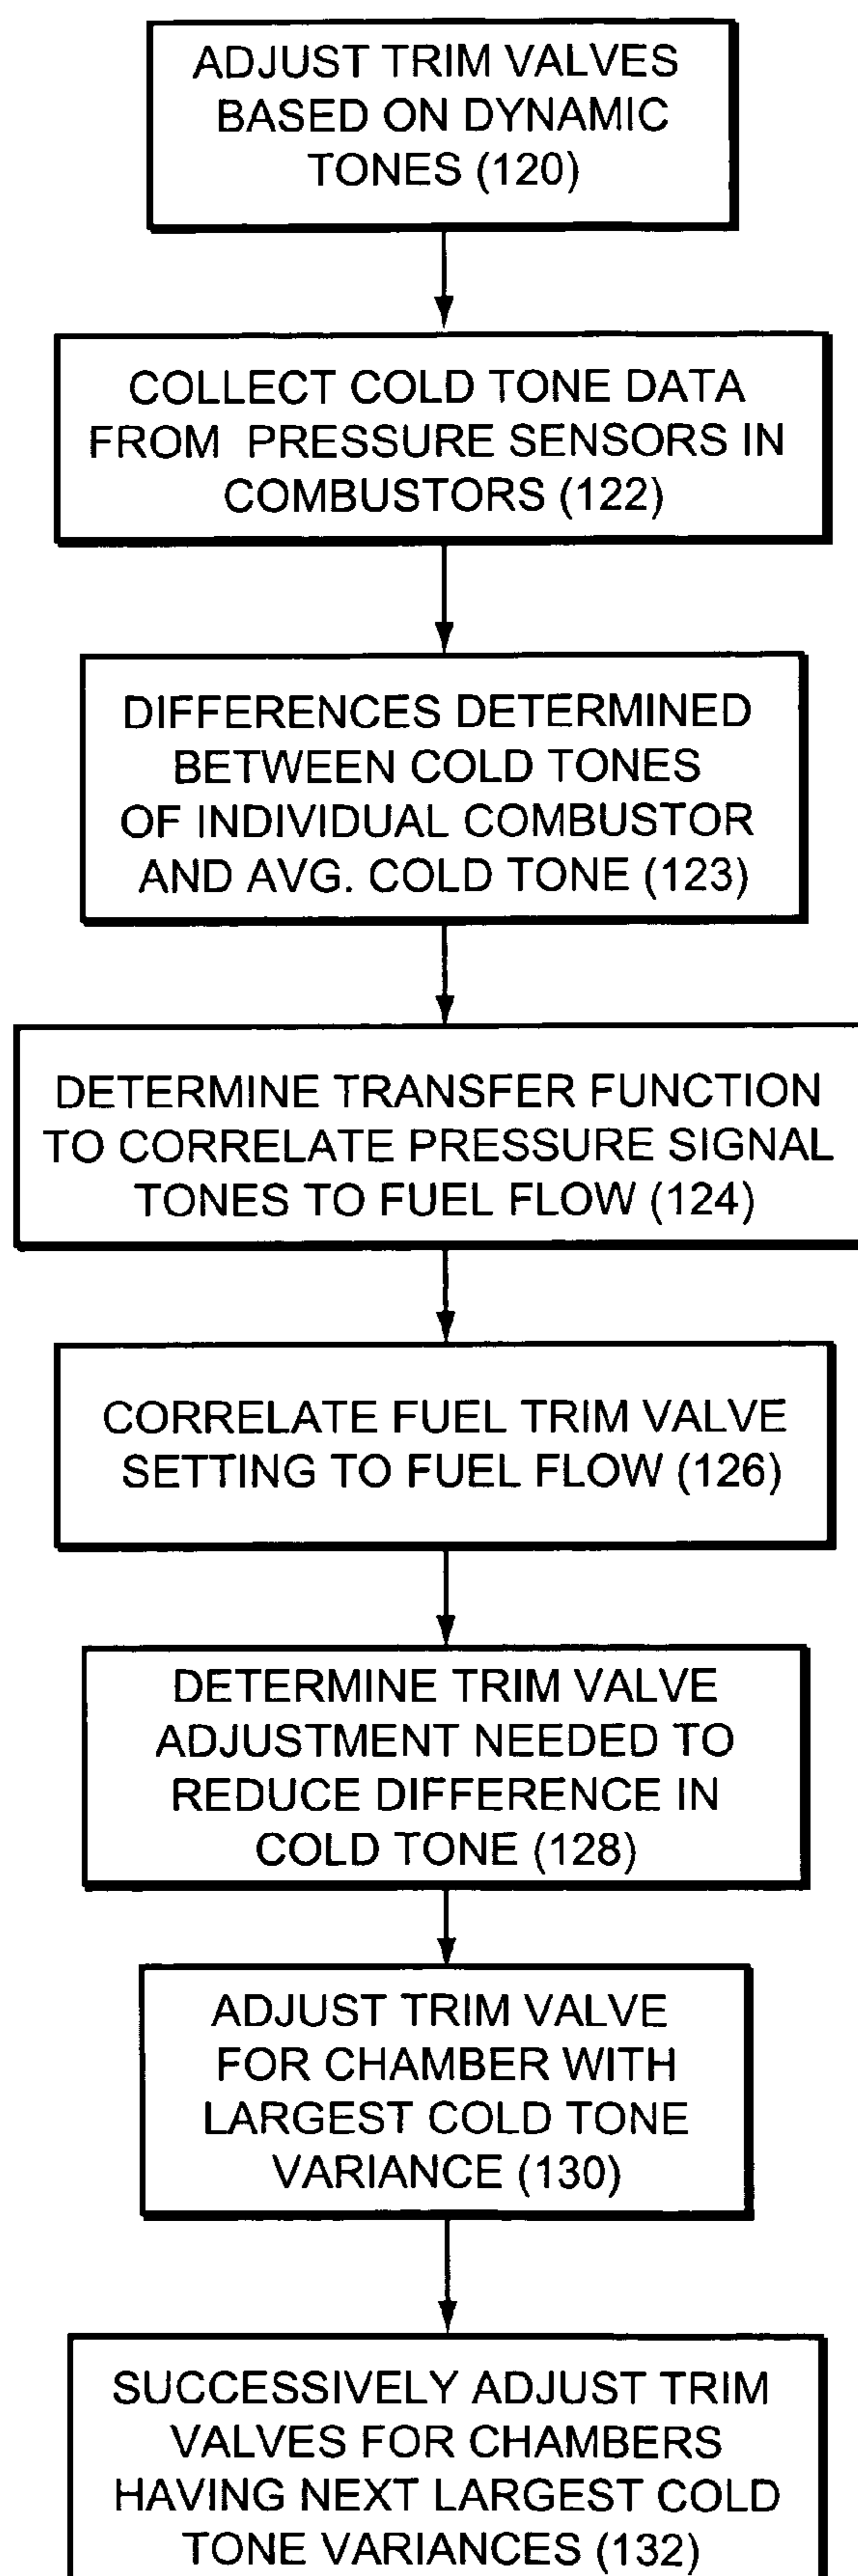 ADJUST TRIM VALVES
BASED ON DYNAMIC
TONES (120)
COLLECT COLD TONE DATA
FROM PRESSURE SENSORS IN
COMBUSTORS (122)
DIFFERENCES DETERMINED
BETWEEN COLD TONES
OF INDIVIDUAL COMBUSTOR
AND AVG. COLD TONE (123)
DETERMINE TRANSFER FUNCTION
TO CORRELATE PRESSURE SIGNAL
TONES TO FUEL FLOW (124)
CORRELATE FUEL TRIM VALVE
SETTING TO FUEL FLOW (126)
DETERMINE TRIM VALVE
ADJUSTMENT NEEDED TO
REDUCE DIFFERENCE IN
COLD TONE (128)
ADJUST TRIM VALVE
FOR CHAMBER WITH
LARGEST COLD TONE
VARIANCE (130)
SUCCESSIVELY ADJUST TRIM
VALVES FOR CHAMBERS
HAVING NEXT LARGEST COLD
TONE VARIANCES (132)